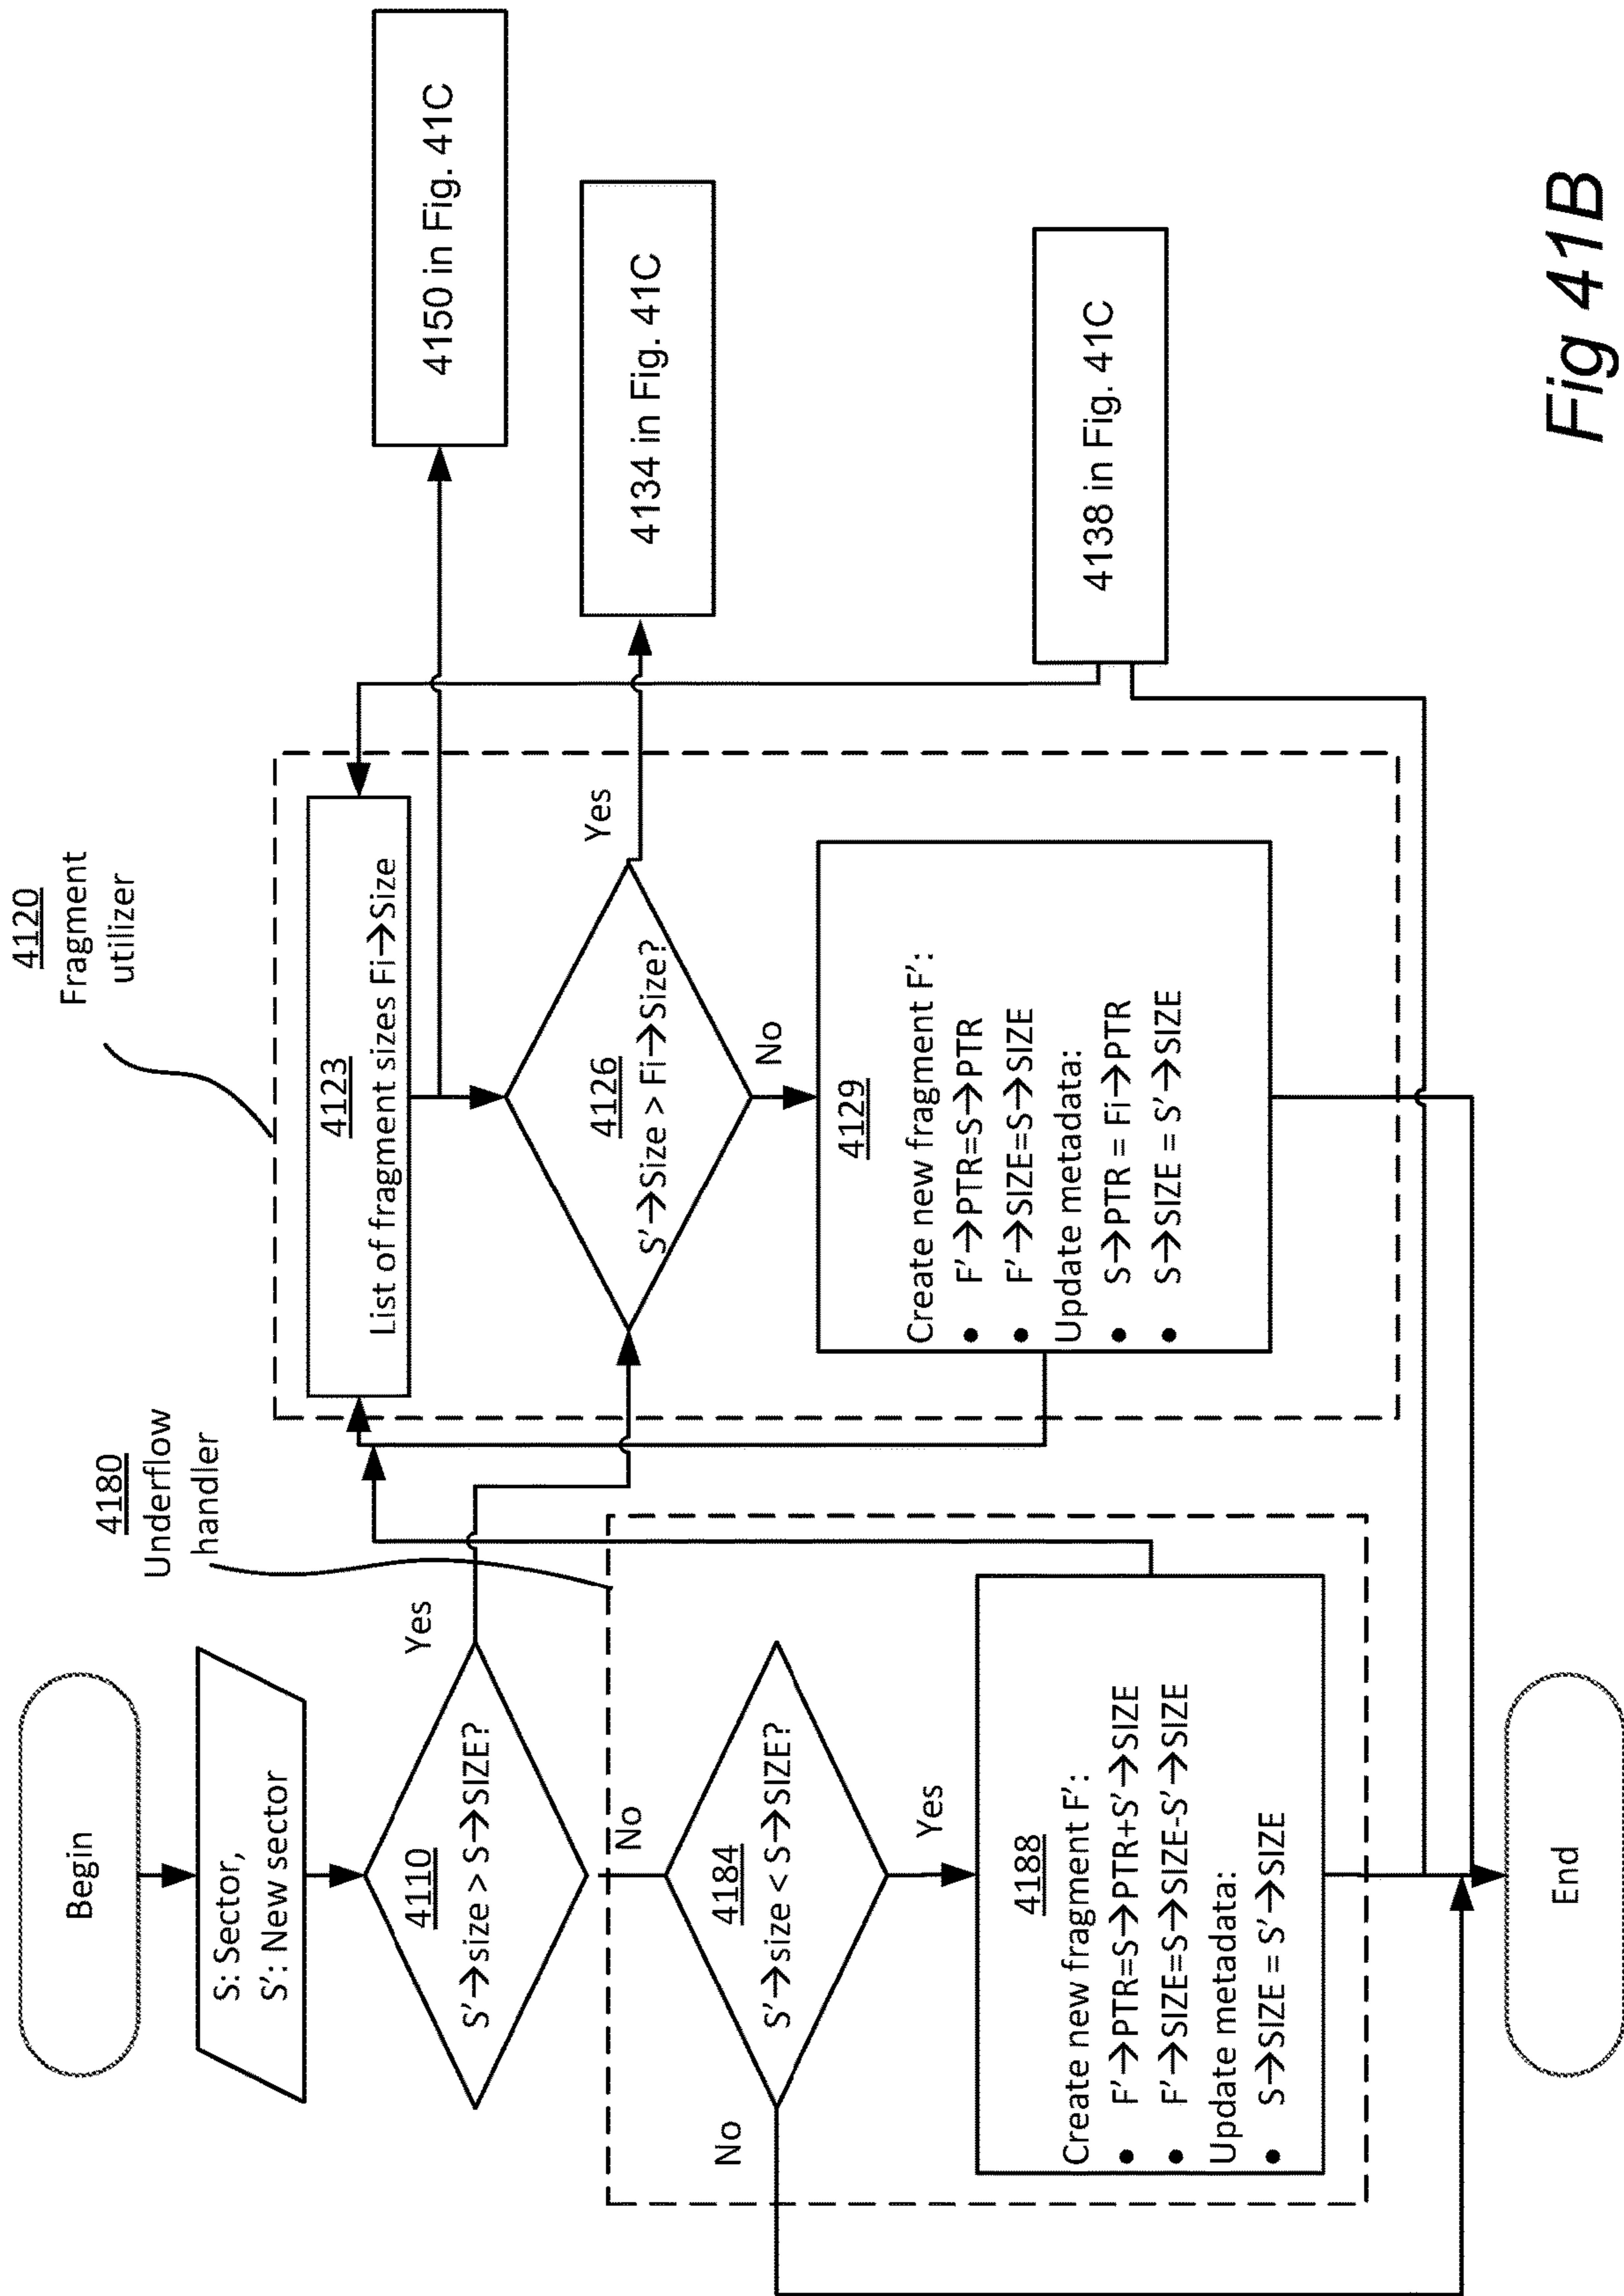 Begin
S: Sector,
S': New sector
4110
S'→size > S→SIZE?
Yes
No
4180
Underflow
handler
4184
S'→size < S→SIZE?
No
Yes
4188
Create new fragment F':
• F'→PTR=S→PTR+S'→SIZE
• F'→SIZE=S→SIZE-S'→SIZE
Update metadata:
• S→SIZE = S'→SIZE
End
4120
Fragment
utilizer
4123
List of fragment sizes Fi→Size
4126
S'→Size > Fi→Size?
Yes
No
4129
Create new fragment F':
• F'→PTR=S→PTR
• F'→SIZE=S→SIZE
Update metadata:
• S→PTR = Fi→PTR
• S→SIZE = S'→SIZE
4150 in Fig. 41C
4134 in Fig. 41C
4138 in Fig. 41C
Fig 41B